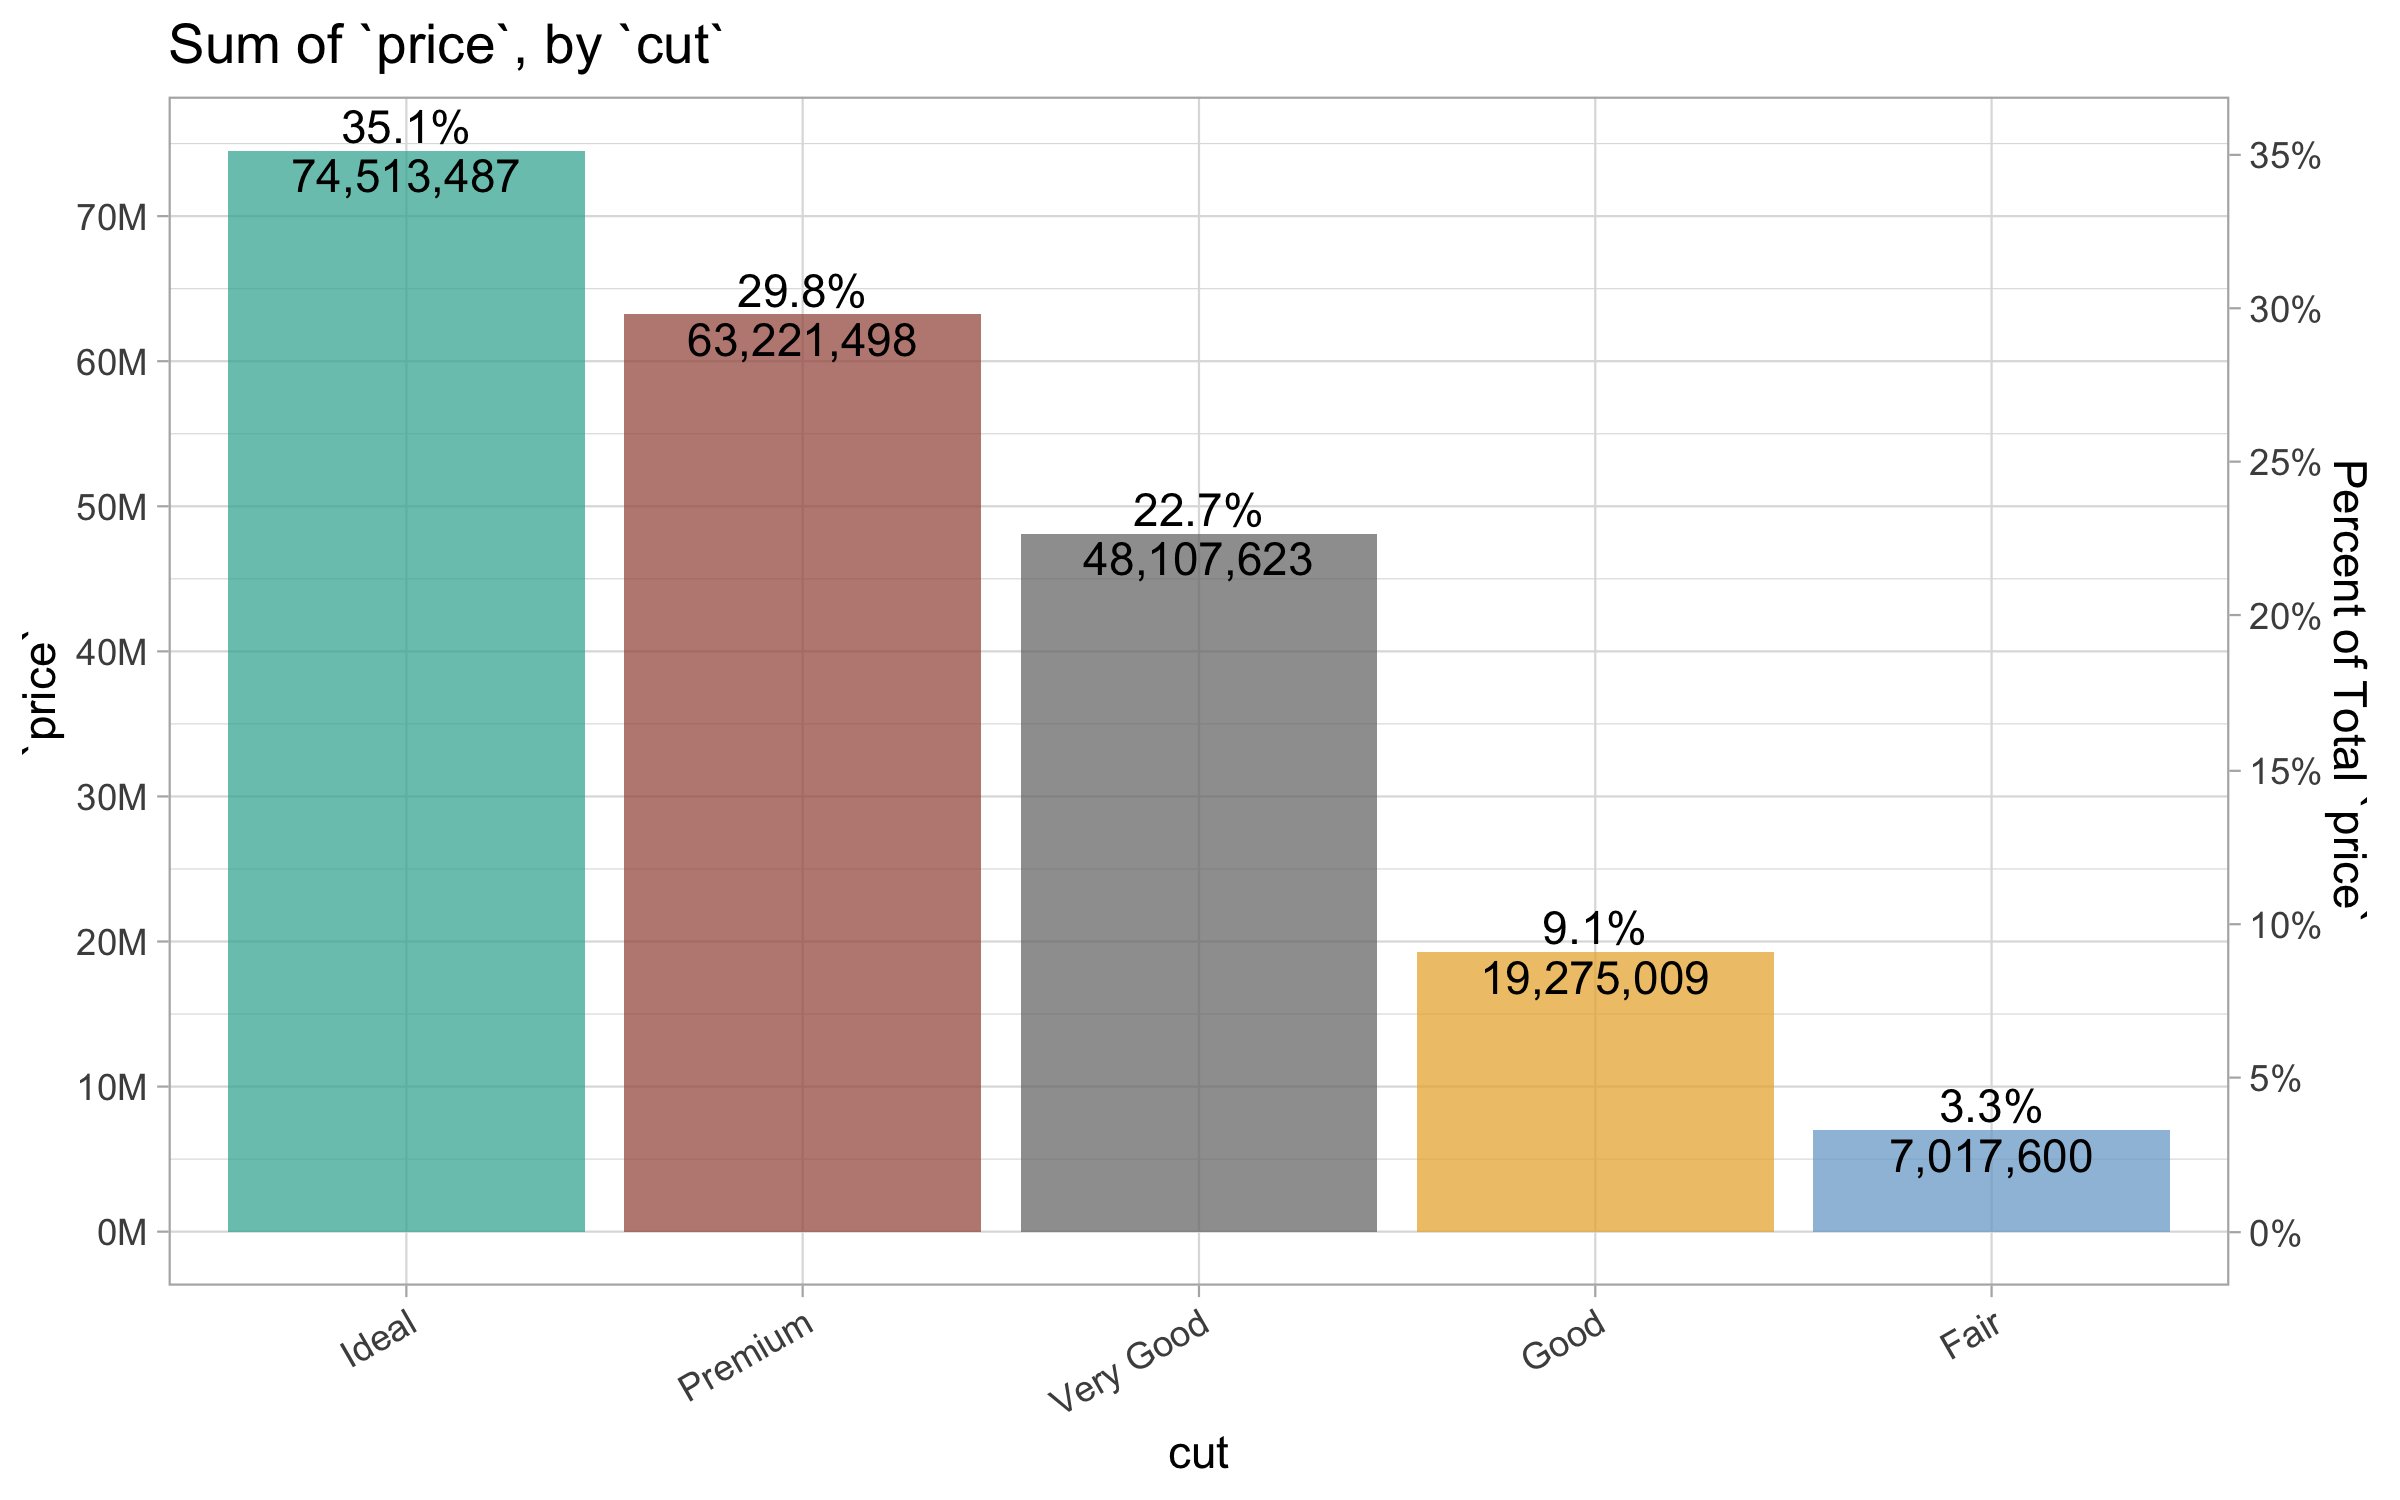 Sum of `price`, by `cut`
35.1%
74,513,487
29.8%
63,221,498
22.7%
48,107,623
9.1%
19,275,009
3.3%
7,017,600
70M
60M
50M
40M
30M
20M
10M
0M
`price`
35%
30%
25%
20%
15%
10%
5%
0%
Percent of Total `price`
Ideal
Premium
Very Good
Good
Fair
cut